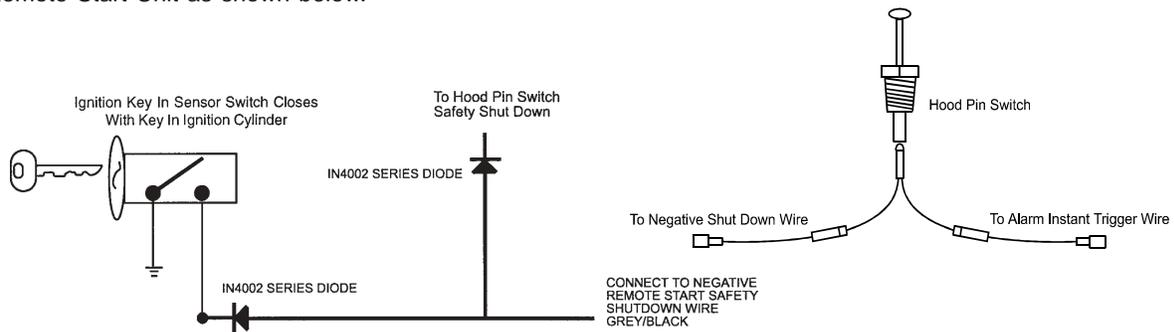 Remote Start Unit as shown below.
Ignition Key In Sensor Switch Closes
With Key In Ignition Cylinder
To Hood Pin Switch
Safety Shut Down
IN4002 SERIES DIODE
IN4002 SERIES DIODE
CONNECT TO NEGATIVE
REMOTE START SAFETY
SHUTDOWN WIRE
GREY/BLACK
Hood Pin Switch
To Negative Shut Down Wire
To Alarm Instant Trigger Wire